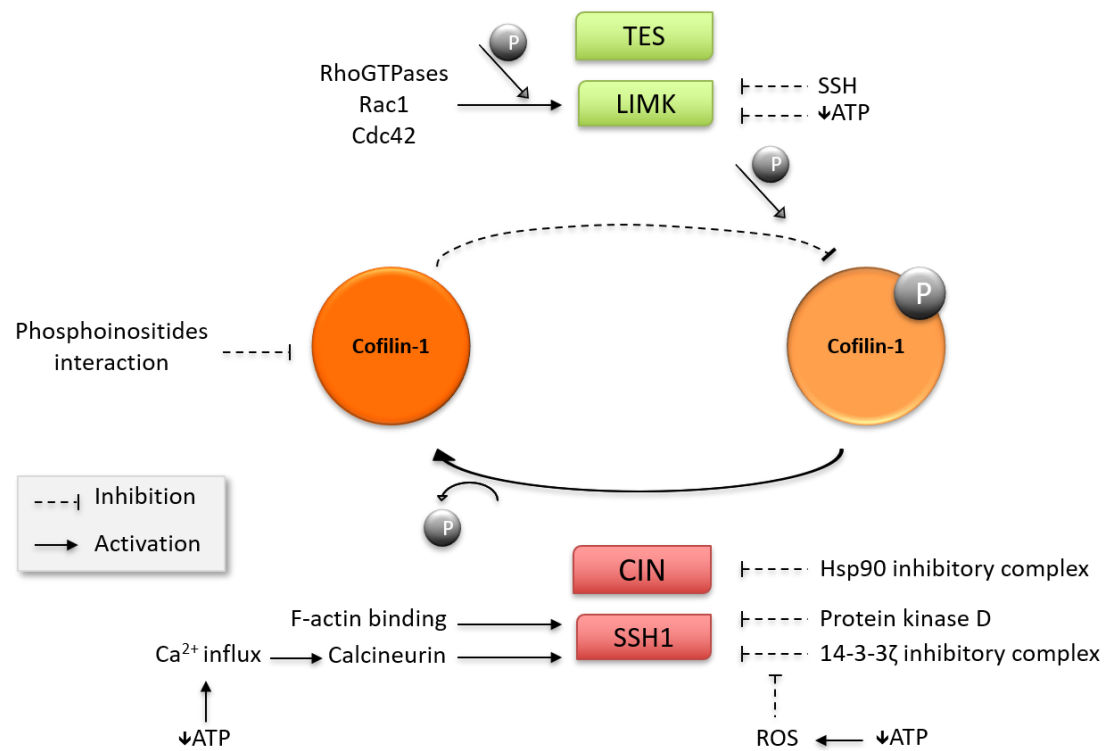 P
TES
RhoGTPases
Rac1
Cdc42
LIMK
SSH
↓ATP
P
P
Phosphoinositides
interaction
Cofilin-1
Cofilin-1
Inhibition
Activation
P
CIN
Hsp90 inhibitory complex
F-actin binding
SSH1
Protein kinase D
Ca²⁺ influx
Calcineurin
14-3-3ζ inhibitory complex
↓ATP
ROS
↓ATP